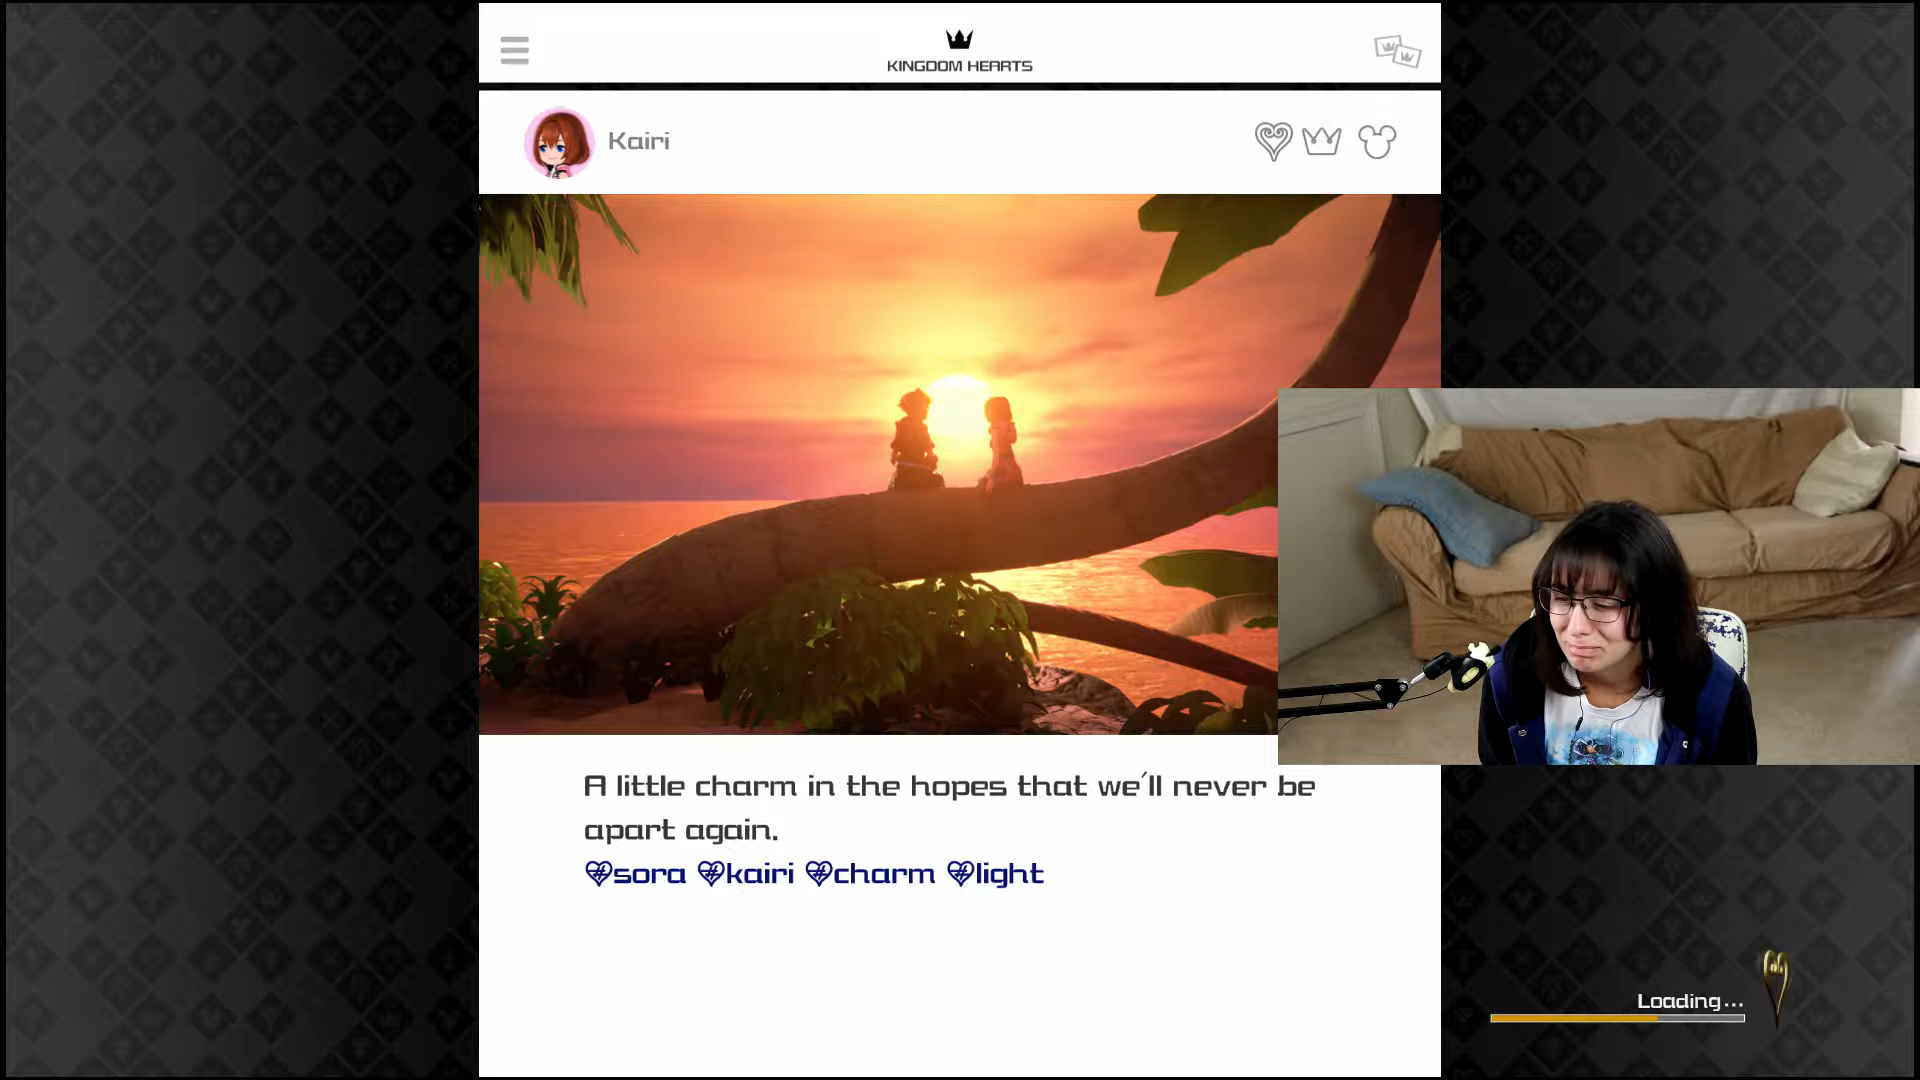 KINGDOM HEARTS
Kairi
A little charm in the hopes that we'll never be
apart again.
#sora #kairi #charm #light
Loading...